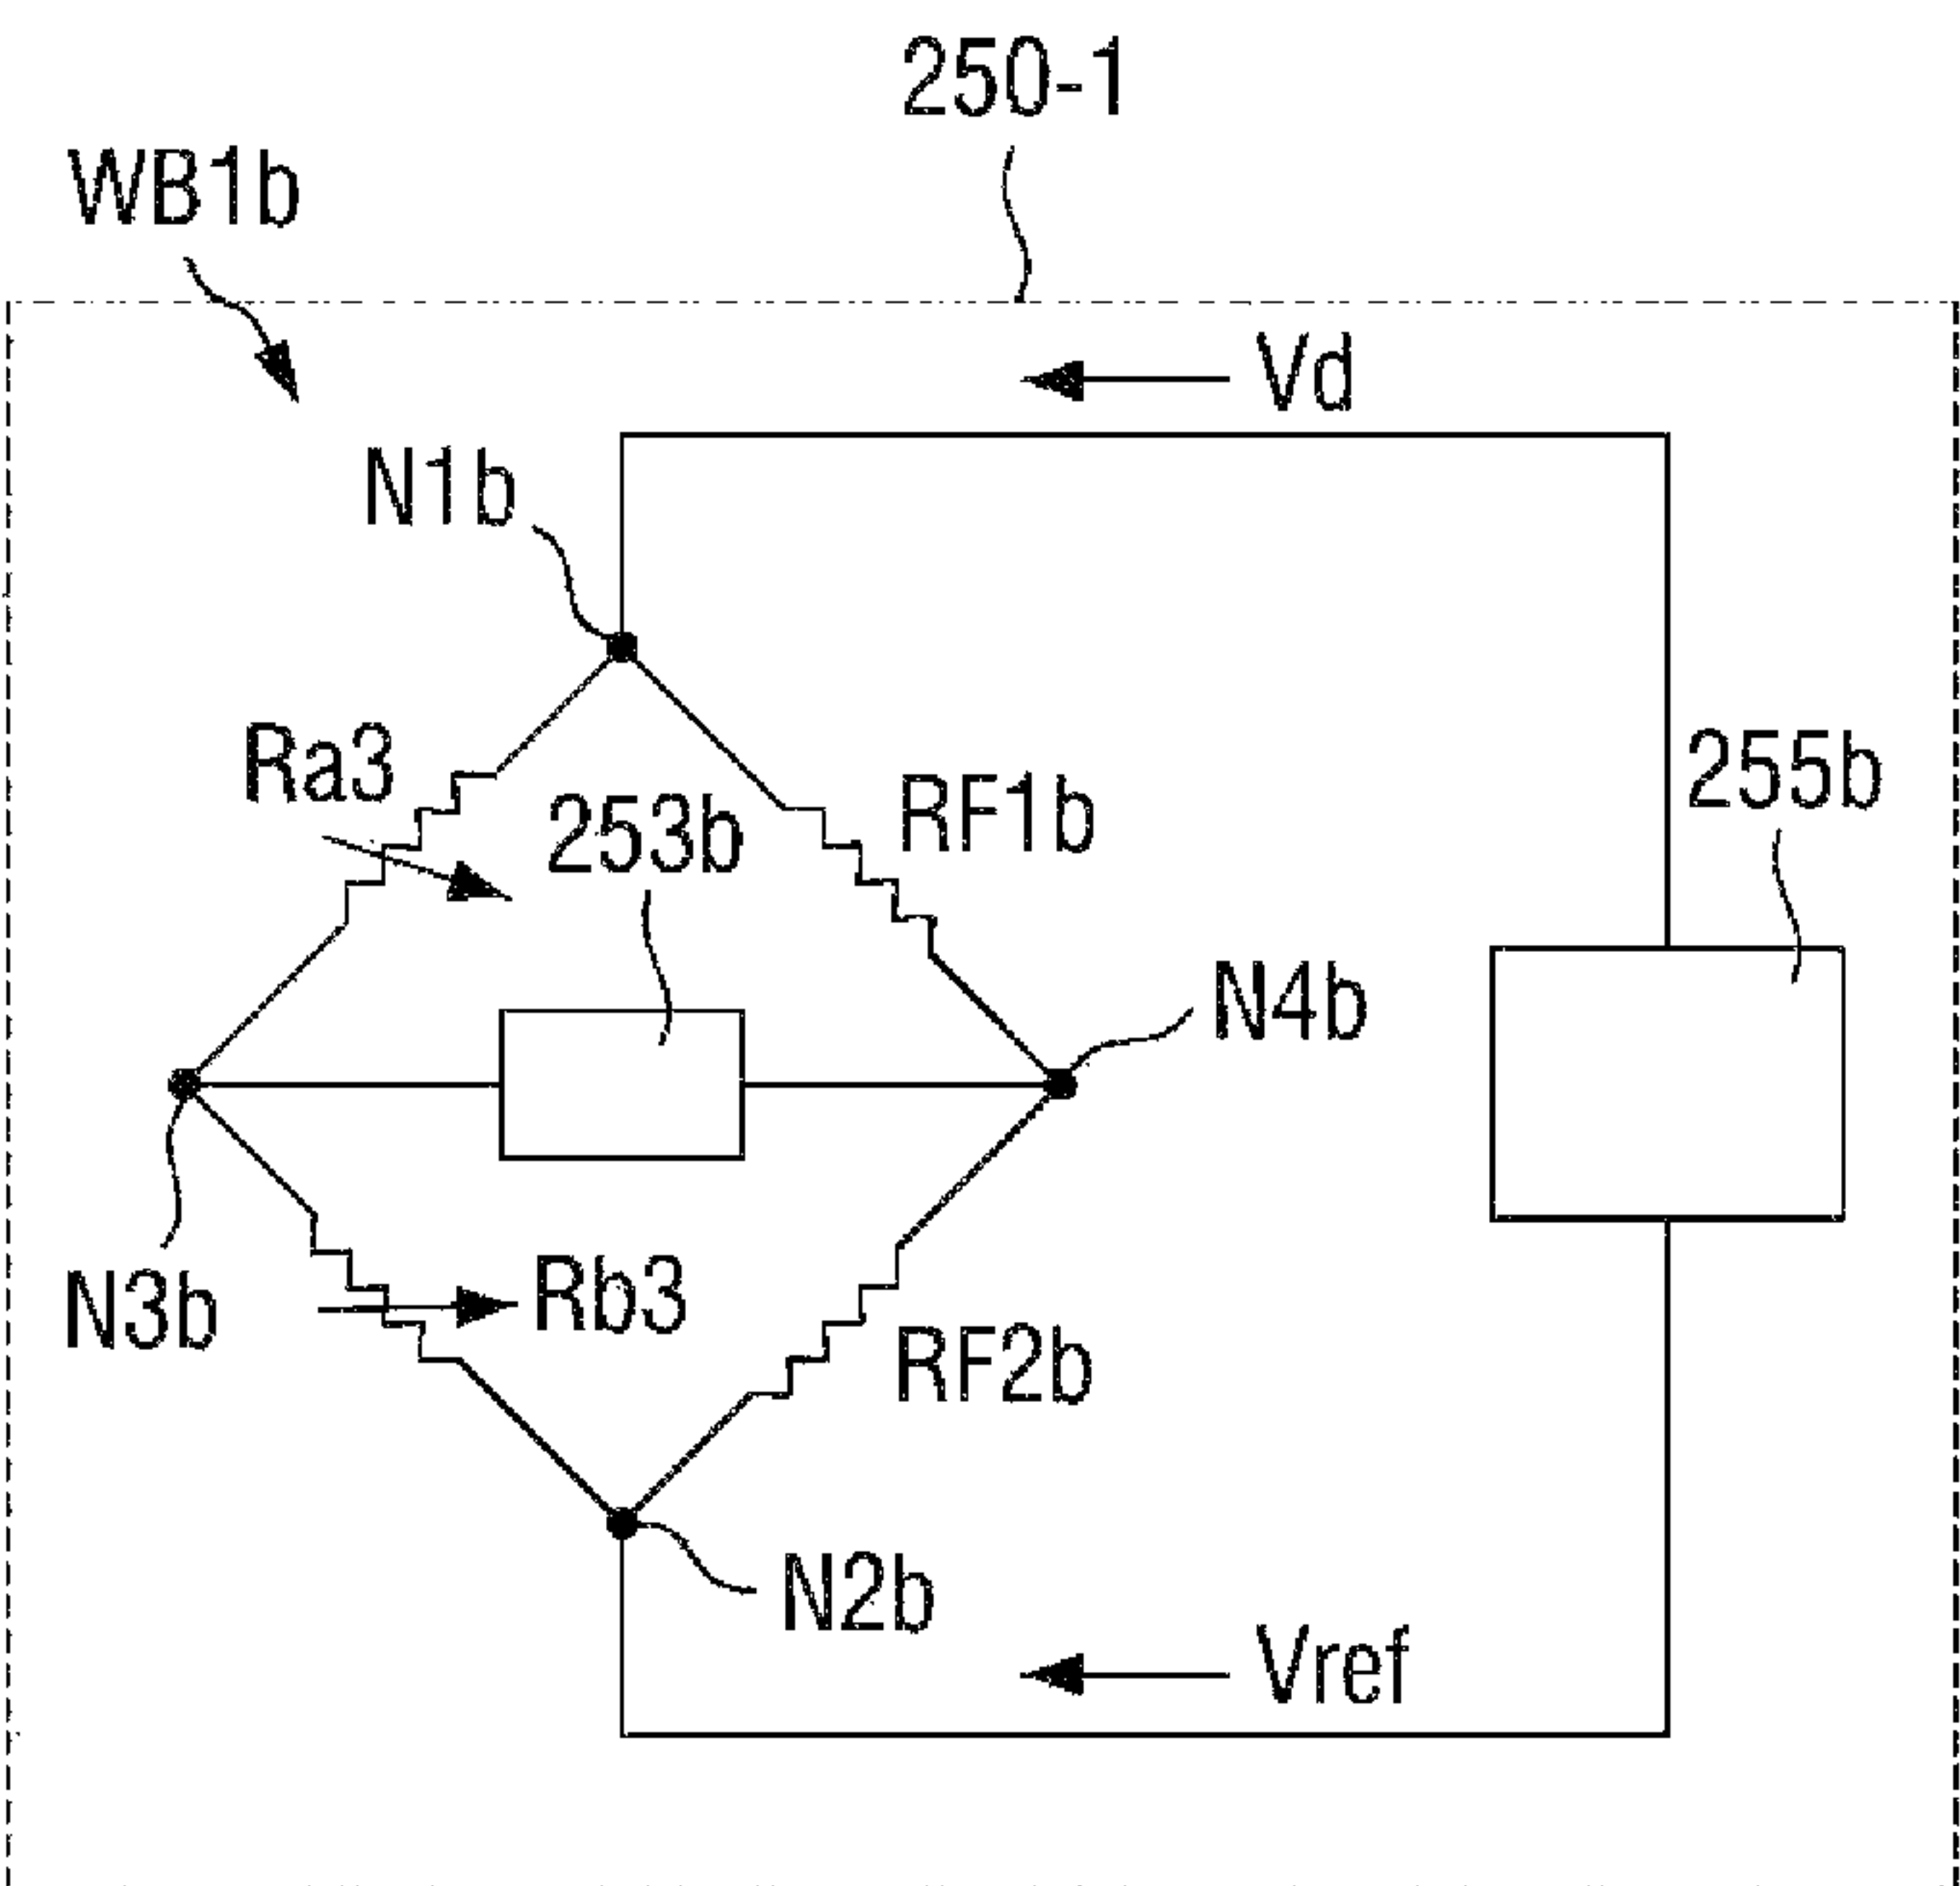 250-1
WB1b
Vd
N1b
Ra3
253b
RF1b
255b
N4b
N3b
Rb3
RF2b
N2b
Vref